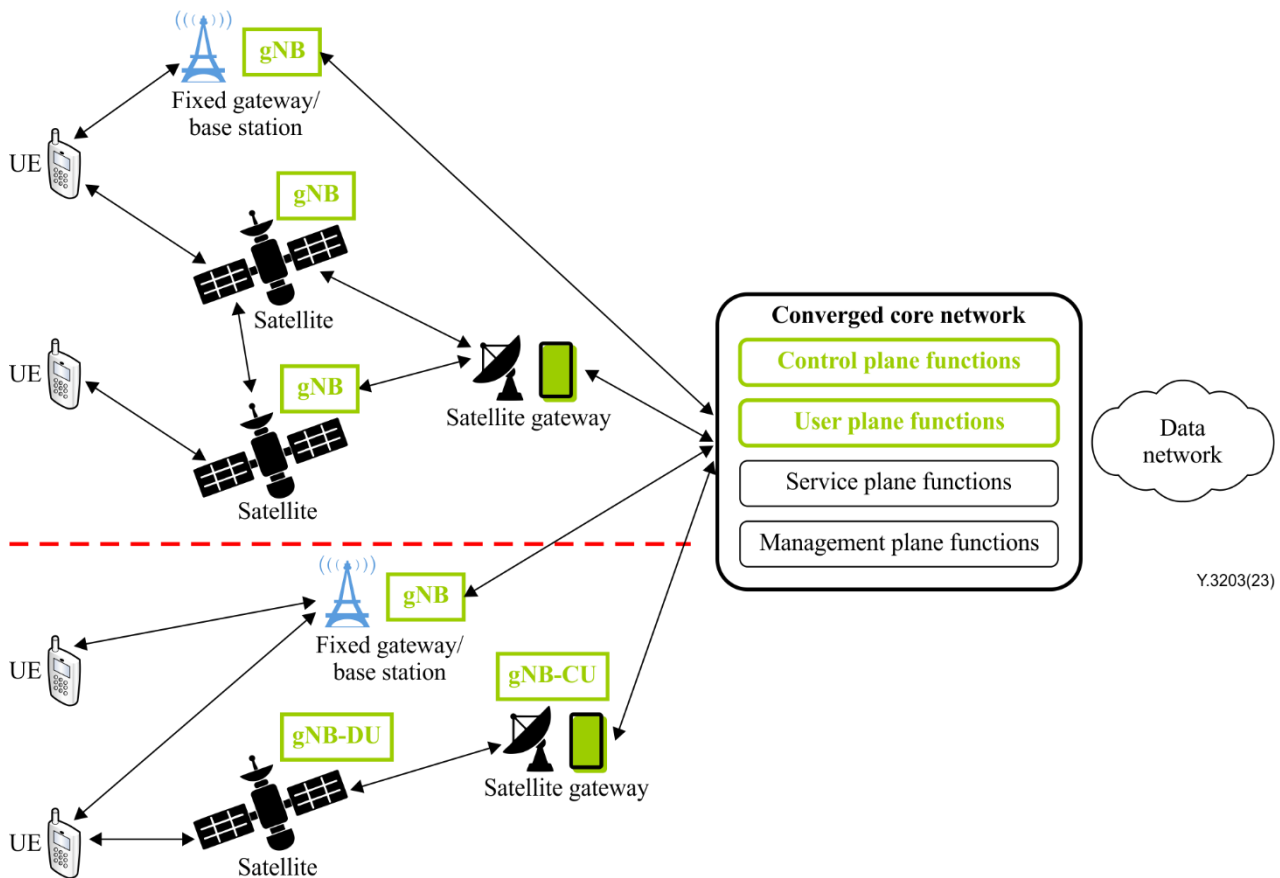 gNB
Fixed gateway/
base station
UE
gNB
Satellite
UE
gNB
Satellite gateway
Satellite
Converged core network
Control plane functions
User plane functions
Service plane functions
Management plane functions
Data
network
Y.3203(23)
gNB
Fixed gateway/
base station
UE
gNB-CU
gNB-DU
Satellite gateway
UE
Satellite